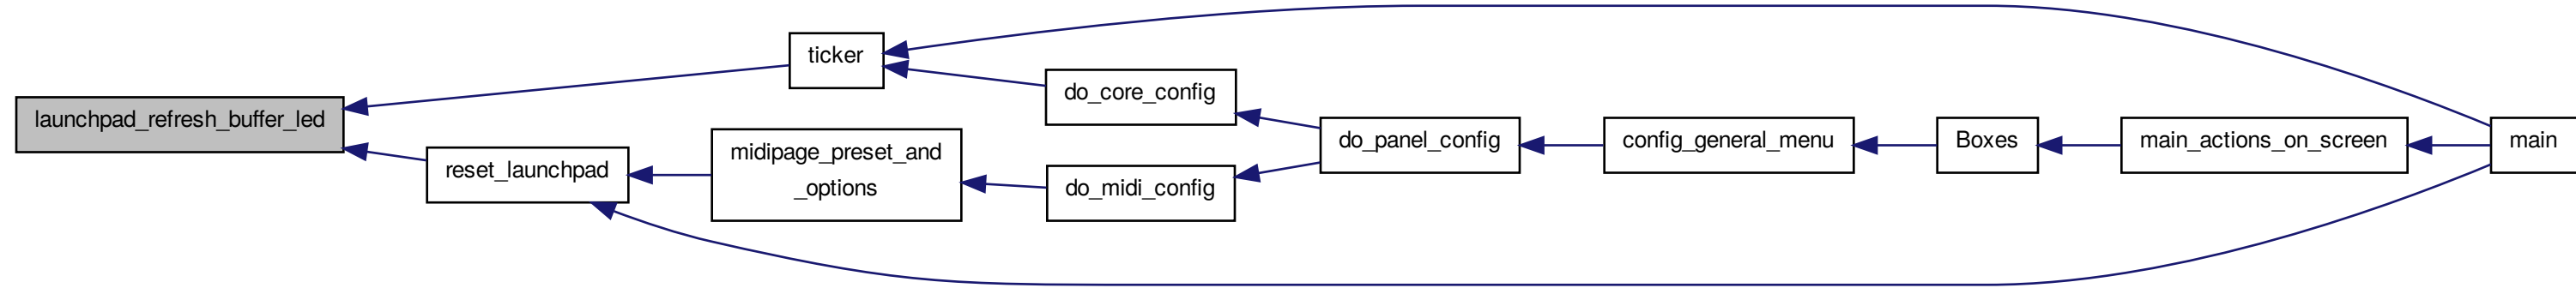 launchpad_refresh_buffer_led
ticker
reset_launchpad
midipage_preset_and
_options
do_core_config
do_midi_config
do_panel_config
config_general_menu
Boxes
main_actions_on_screen
main